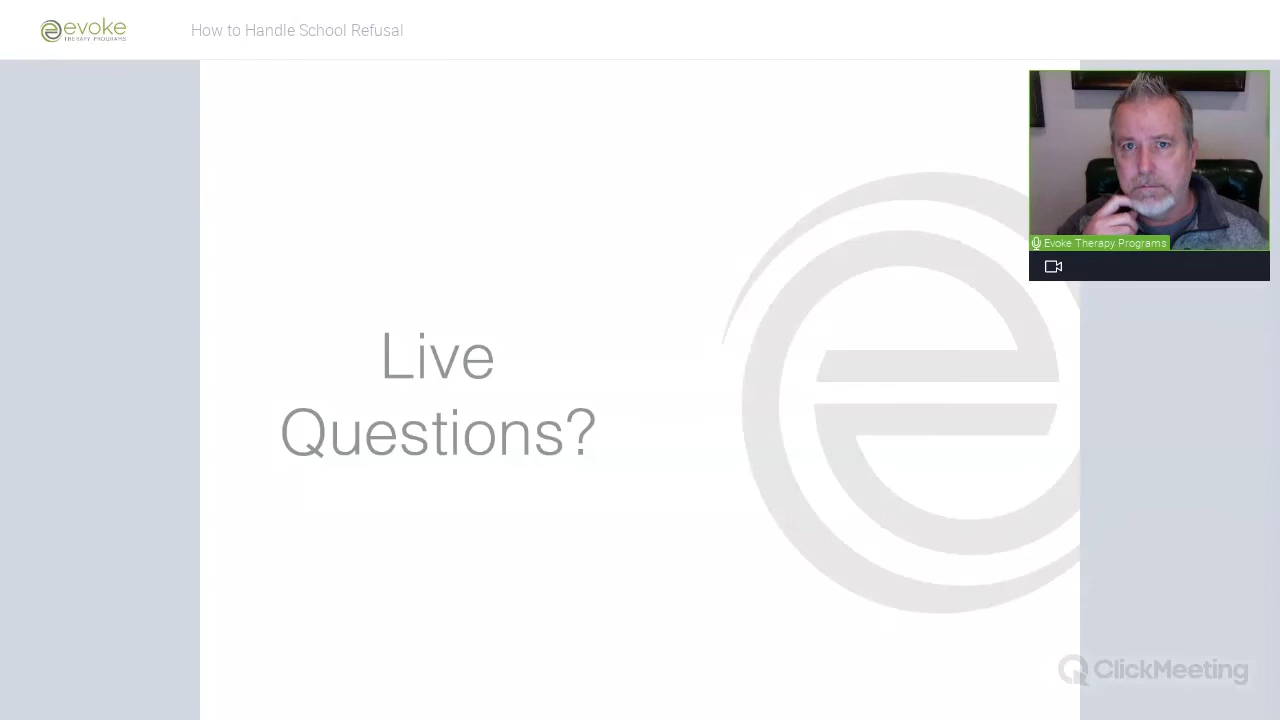 evoke
THERAPY PROGRAMS
How to Handle School Refusal
Evoke Therapy Programs
Live
Questions?
ClickMeeting